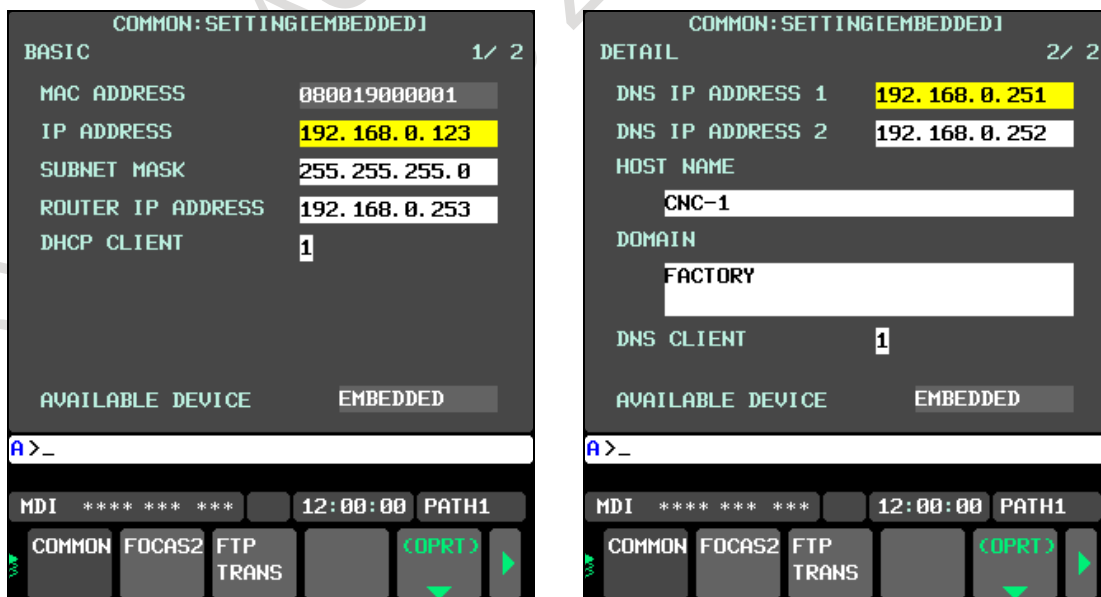 COMMON:SETTING[EMBEDDED]
BASIC 1/ 2
MAC ADDRESS 080019000001
IP ADDRESS 192.168.0.123
SUBNET MASK 255.255.255.0
ROUTER IP ADDRESS 192.168.0.253
DHCP CLIENT 1
AVAILABLE DEVICE EMBEDDED
A>_
MDI **** *** *** 12:00:00 PATH1
COMMON FOCAS2 FTP TRANS (OPRT)
COMMON:SETTING[EMBEDDED]
DETAIL 2/ 2
DNS IP ADDRESS 1 192.168.0.251
DNS IP ADDRESS 2 192.168.0.252
HOST NAME
CNC-1
DOMAIN
FACTORY
DNS CLIENT 1
AVAILABLE DEVICE EMBEDDED
A>_
MDI **** *** *** 12:00:00 PATH1
COMMON FOCAS2 FTP TRANS (OPRT)